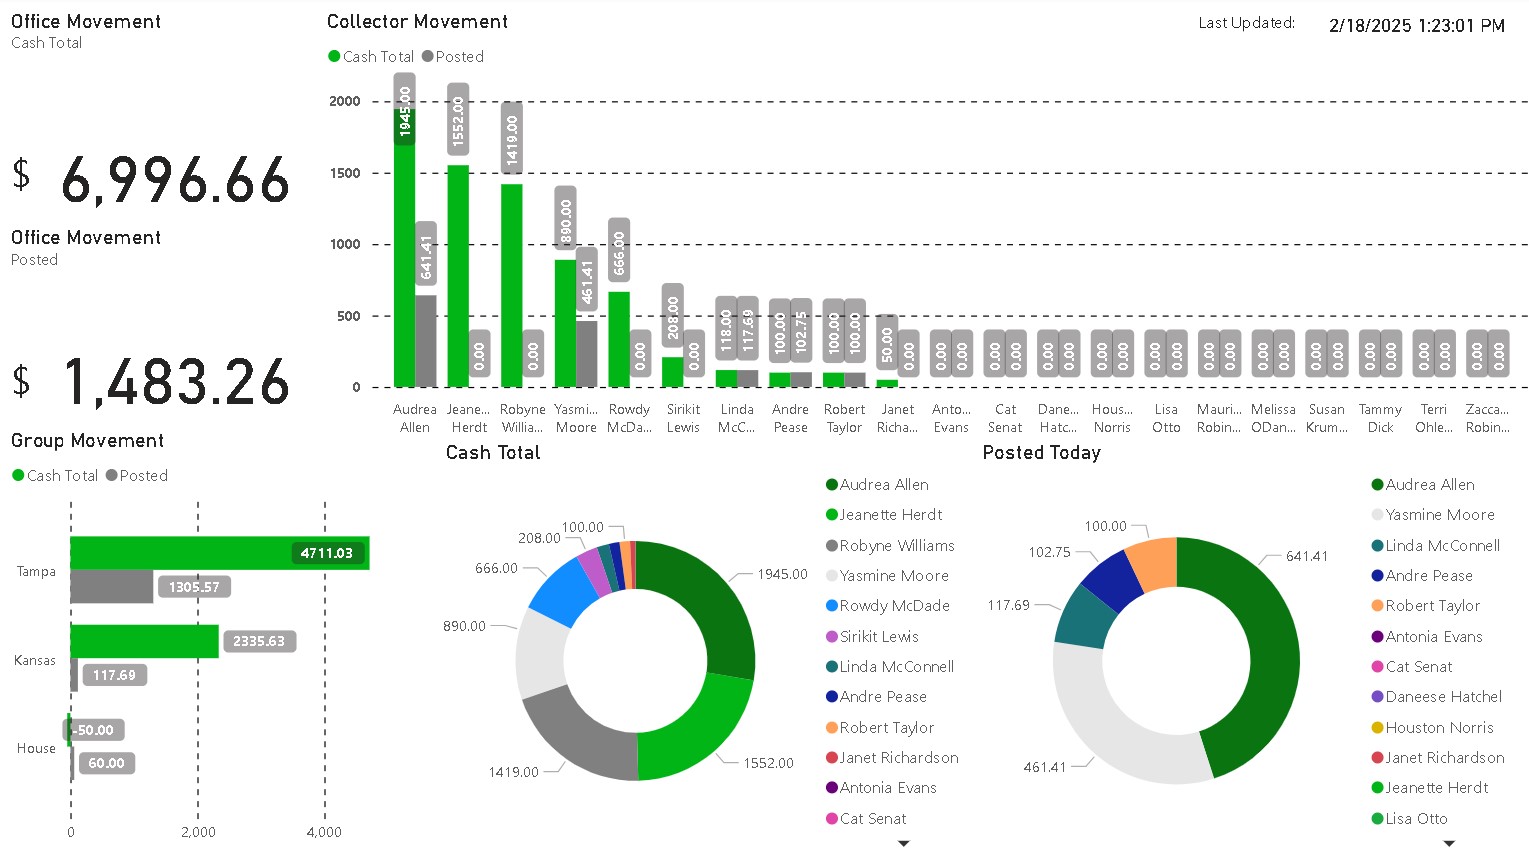 Office Movement
Cash Total
$ 6,996.66
Office Movement
Posted
$ 1,483.26
Collector Movement
Cash Total Posted
Last Updated: 2/18/2025 1:23:01 PM
2000
1500
1000
500
0
1945.00 641.41
1552.00 0.00
1419.00 0.00
890.00 461.41
666.00 0.00
208.00 0.00
118.00 117.69
100.00 102.75
100.00 100.00
50.00 0.00
0.00 0.00
0.00 0.00
0.00 0.00
0.00 0.00
0.00 0.00
0.00 0.00
0.00 0.00
0.00 0.00
0.00 0.00
0.00 0.00
0.00 0.00
Audrea Jeane... Robyne Yasmi... Rowdy Sirikit Linda Andre Robert Janet Anto... Cat Dane... Hous... Lisa Mauri... Melissa Susan Tammy Terri Zacca...
Allen Herdt Willia... Moore McDa... Lewis McC... Pease Taylor Richa... Evans Senat Hatc... Norris Otto Robin... ODan... Krum... Dick Ohle... Robin...
Group Movement
Cash Total Posted
Tampa
4711.03
1305.57
Kansas
2335.63
117.69
House
-50.00
60.00
0 2,000 4,000
Cash Total
100.00
208.00
666.00
890.00
1419.00
1945.00
1552.00
Audrea Allen
Jeanette Herdt
Robyne Williams
Yasmine Moore
Rowdy McDade
Sirikit Lewis
Linda McConnell
Andre Pease
Robert Taylor
Janet Richardson
Antonia Evans
Cat Senat
Posted Today
100.00
102.75
117.69
461.41
641.41
Audrea Allen
Yasmine Moore
Linda McConnell
Andre Pease
Robert Taylor
Antonia Evans
Cat Senat
Daneese Hatchel
Houston Norris
Janet Richardson
Jeanette Herdt
Lisa Otto